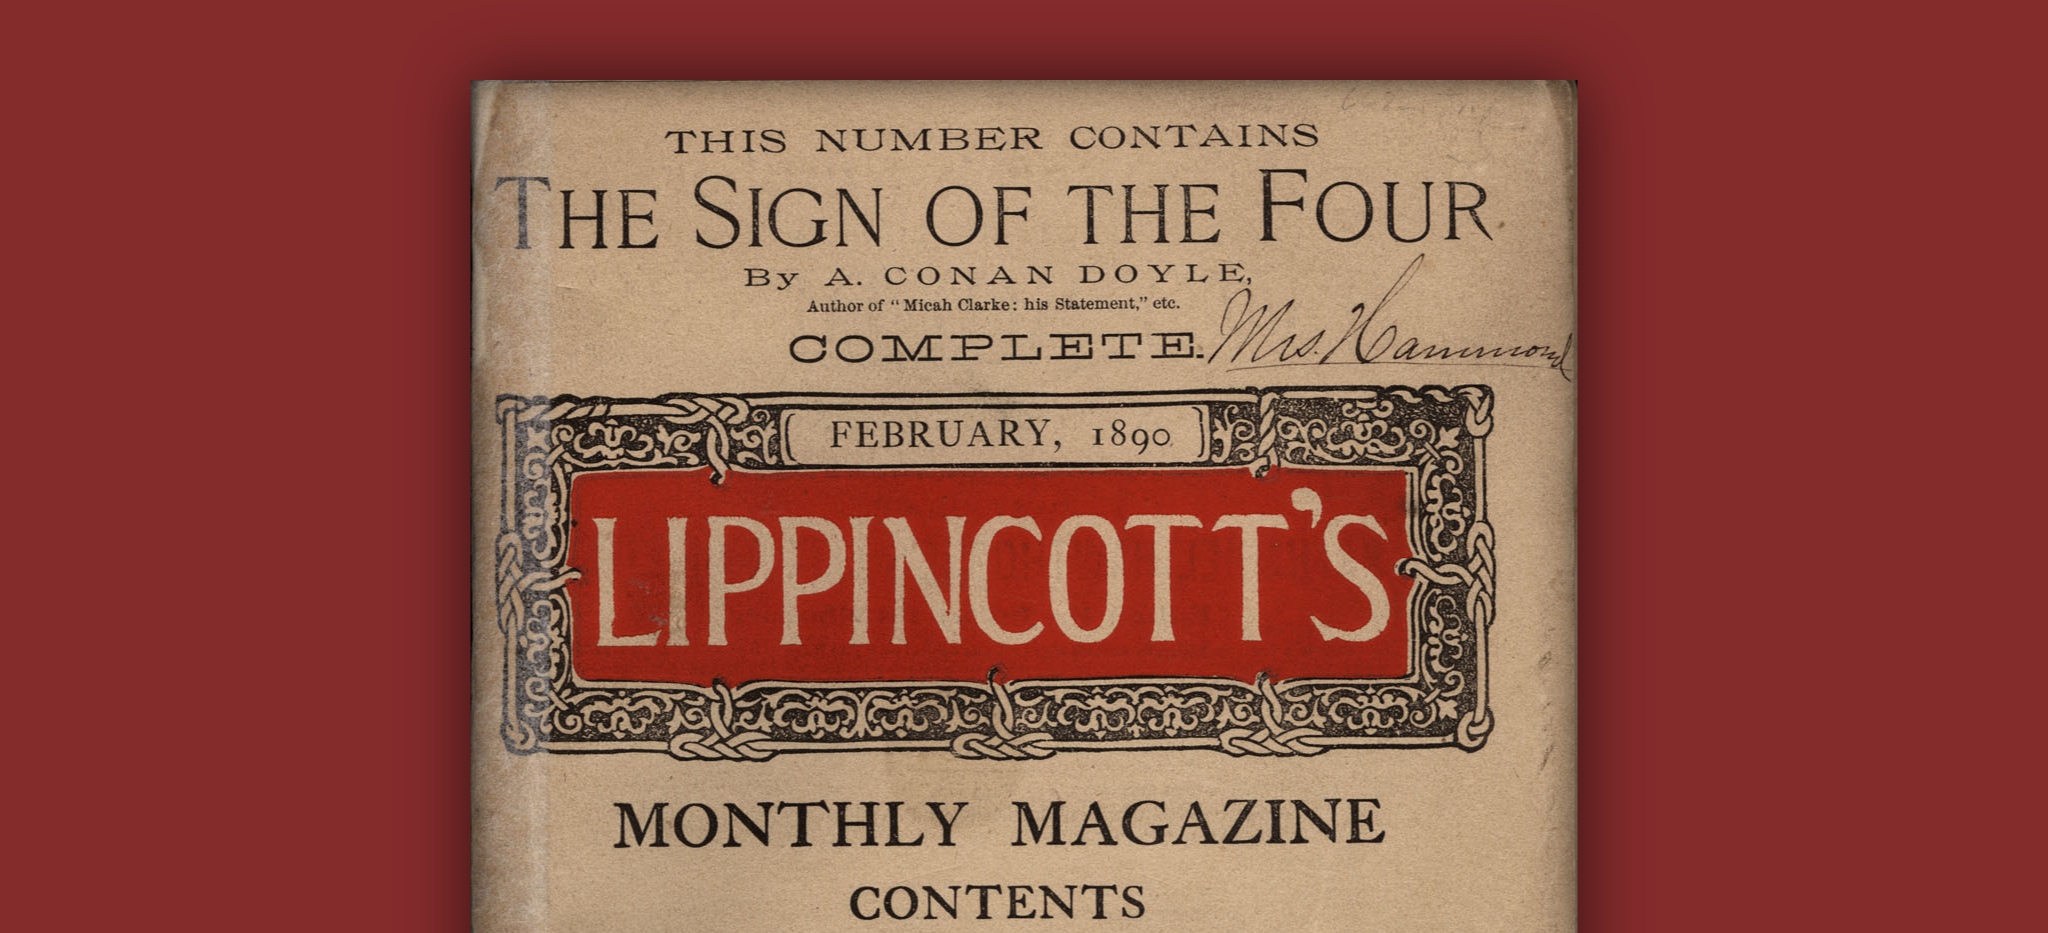 THIS NUMBER CONTAINS
THE SIGN OF THE FOUR
By A. CONAN DOYLE,
Author of “Micah Clarke: his Statement,” etc.
COMPLETE.
Mrs. Hammond
FEBRUARY, 1890
LIPPINCOTT'S
MONTHLY MAGAZINE
CONTENTS